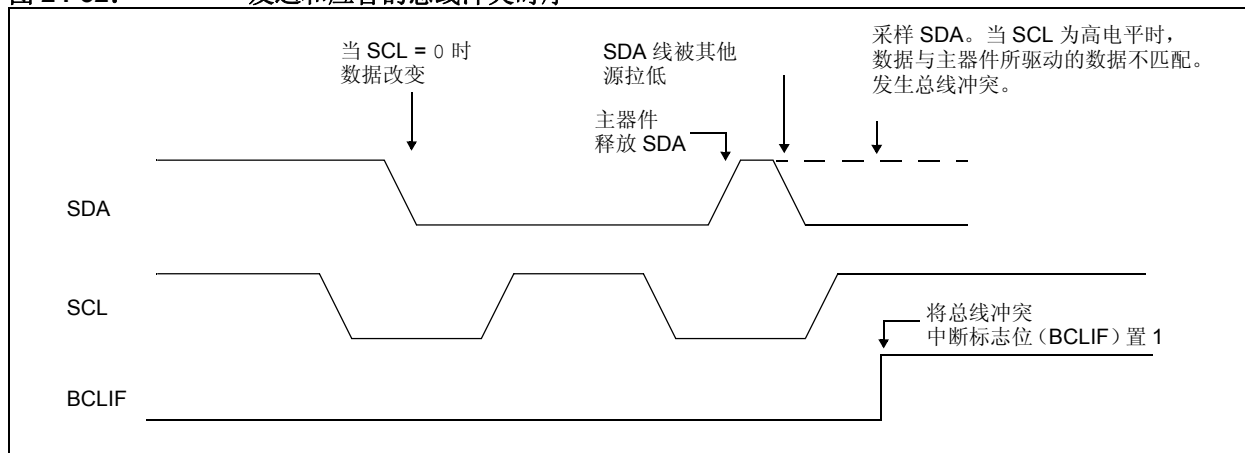 当 SCL = 0 时
数据改变
SDA 线被其他
源拉低
采样 SDA。当 SCL 为高电平时，
数据与主器件所驱动的数据不匹配。
发生总线冲突。
主器件
释放 SDA
SDA
SCL
将总线冲突
中断标志位（BCLIF）置 1
BCLIF